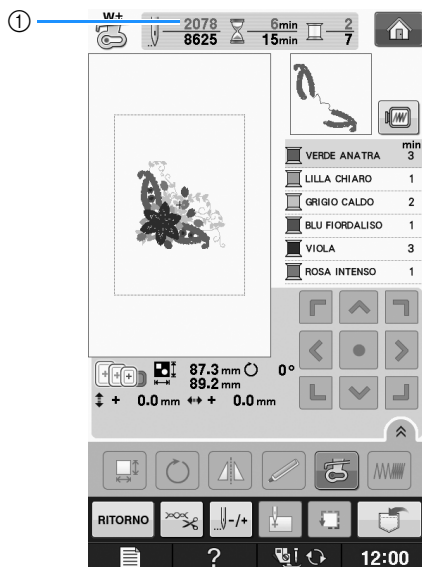 ①
W+
2078 6min 2
8625 15min 7
min
VERDE ANATRA 3
LILLA CHIARO 1
GRIGIO CALDO 2
BLU FIORDALISO 1
VIOLA 3
ROSA INTENSO 1
87.3 mm 0°
89.2 mm
+ 0.0 mm + 0.0 mm
RITORNO -/+
? 12:00